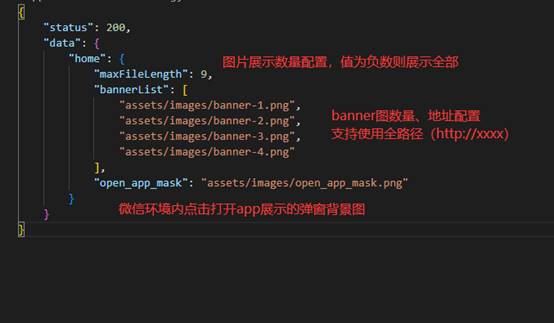 {
"status": 200,
"data": {
"home": {
图片展示数量配置，值为负数则展示全部
"maxFileLength": 9,
"bannerList": [
"assets/images/banner-1.png",
banner图数量、地址配置
"assets/images/banner-2.png",
支持使用全路径（http://xxxx）
"assets/images/banner-3.png",
"assets/images/banner-4.png"
],
"open_app_mask": "assets/images/open_app_mask.png"
}
微信环境内点击打开app展示的弹窗背景图
}
}